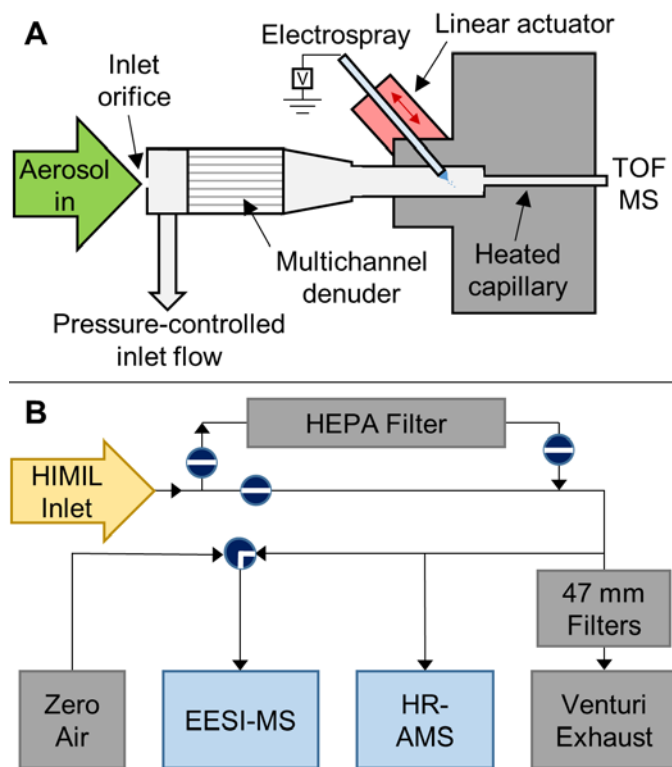 A
Electrospray
Linear actuator
Inlet
orifice
V
Aerosol
in
TOF
MS
Multichannel
denuder
Heated
capillary
Pressure-controlled
inlet flow
B
HEPA Filter
HIMIL
Inlet
47 mm
Filters
Zero
Air
EESI-MS
HR-
AMS
Venturi
Exhaust